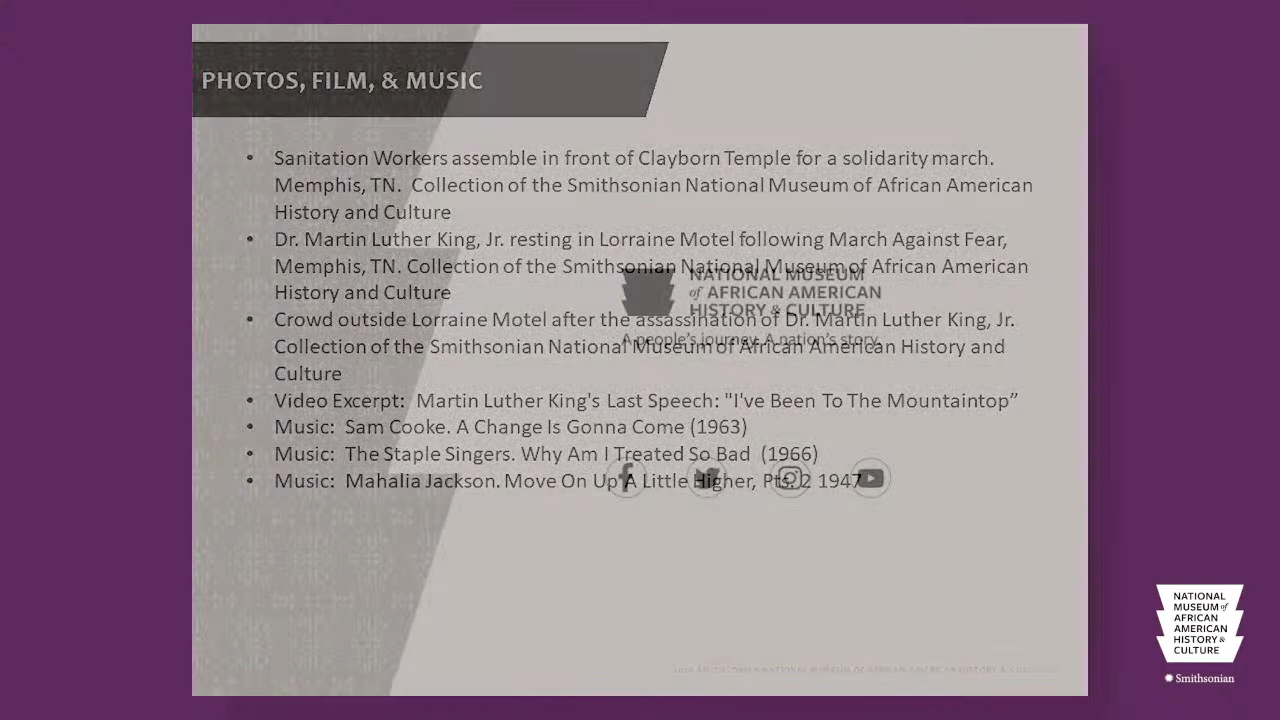 PHOTOS, FILM, & MUSIC
• Sanitation Workers assemble in front of Clayborn Temple for a solidarity march.
Memphis, TN.  Collection of the Smithsonian National Museum of African American
History and Culture
• Dr. Martin Luther King, Jr. resting in Lorraine Motel following March Against Fear,
Memphis, TN. Collection of the Smithsonian National Museum of African American
History and Culture
• Crowd outside Lorraine Motel after the assassination of Dr. Martin Luther King, Jr.
Collection of the Smithsonian National Museum of African American History and
Culture
• Video Excerpt:  Martin Luther King's Last Speech: "I've Been To The Mountaintop”
• Music:  Sam Cooke. A Change Is Gonna Come (1963)
• Music:  The Staple Singers. Why Am I Treated So Bad  (1966)
• Music:  Mahalia Jackson. Move On Up A Little Higher, Pts. 2 1947
NATIONAL MUSEUM
of AFRICAN AMERICAN
HISTORY & CULTURE
A people's journey. A nation's story.
NATIONAL
MUSEUM of
AFRICAN
AMERICAN
HISTORY &
CULTURE
Smithsonian